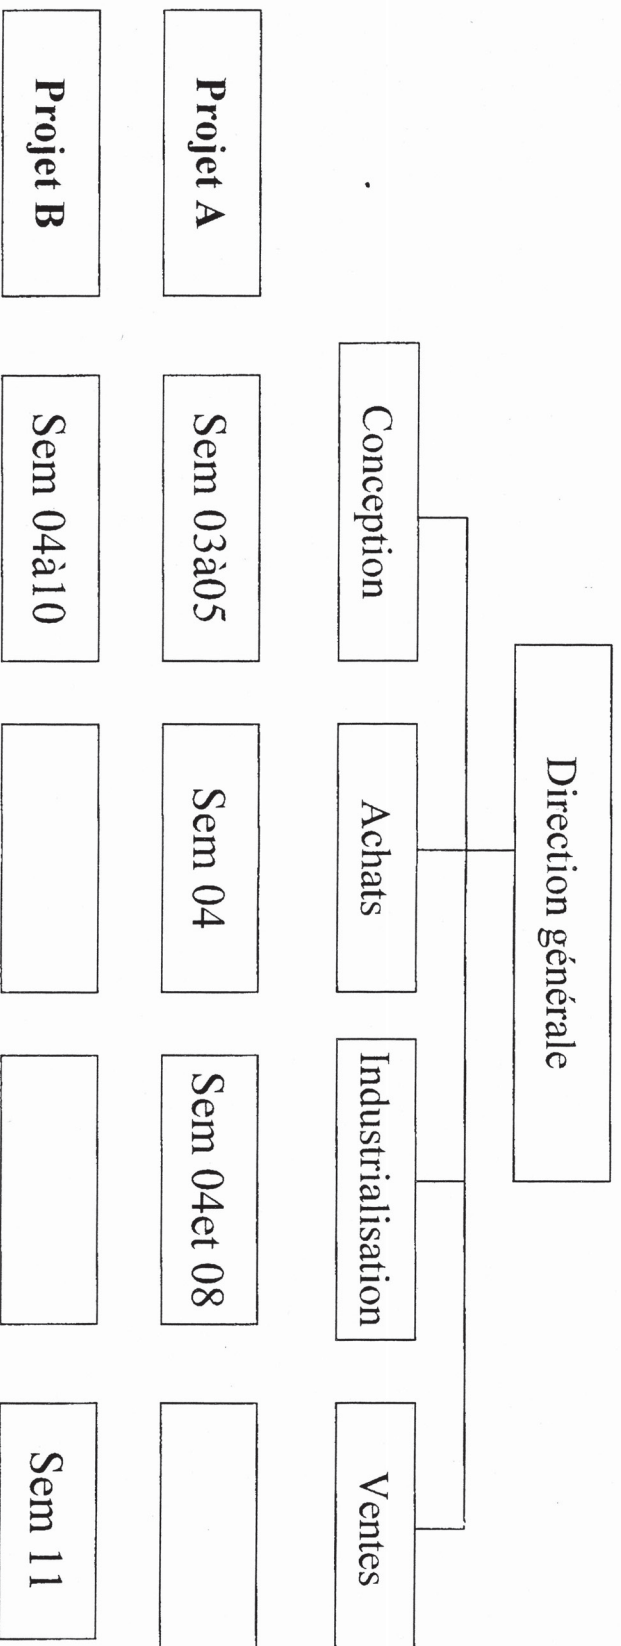 Direction générale
Conception
Achats
Industrialisation
Ventes
Projet A
Sem 03à05
Sem 04
Sem 04et 08
Projet B
Sem 04à10
Sem 11